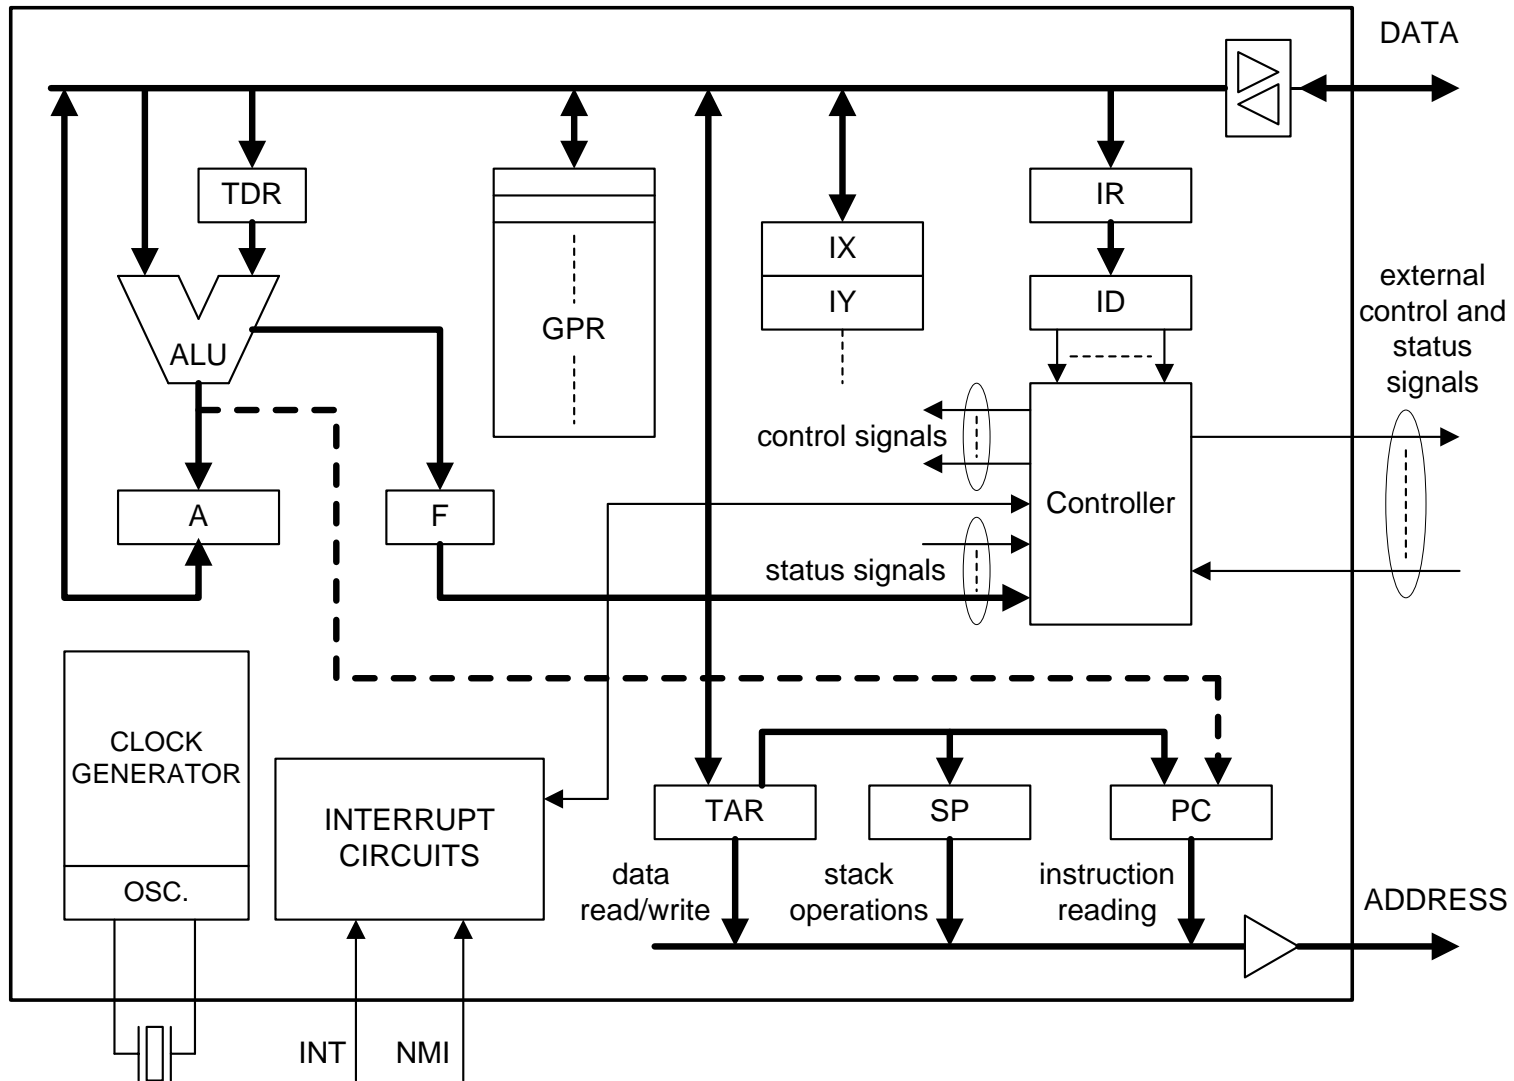 DATA
TDR
IR
IX
IY
ID
GPR
ALU
external
control and
status
signals
control signals
A
F
Controller
status signals
CLOCK
GENERATOR
OSC.
INTERRUPT
CIRCUITS
TAR
SP
PC
data
read/write
stack
operations
instruction
reading
ADDRESS
INT
NMI